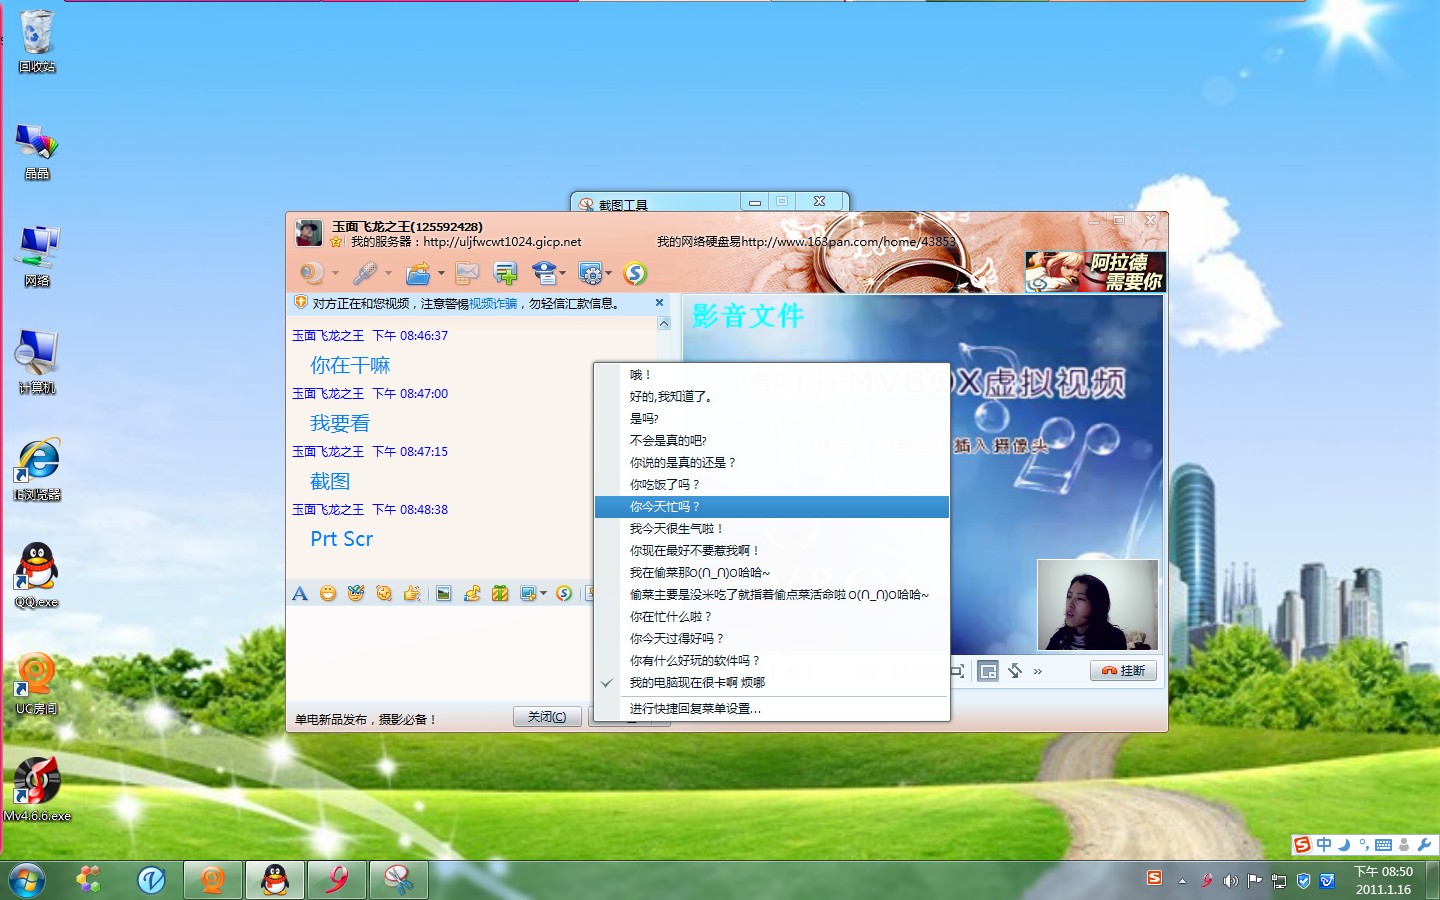 回收站
晶晶
网络
计算机
IE浏览器
QQ.exe
UC房间
Mv4.6.6.exe
截图工具
玉面飞龙之王(125592428)
我的服务器：http://uljfwcwt1024.gicp.net
我的网络硬盘易http://www.163pan.com/home/43853
阿拉德
需要你
对方正在和您视频，注意警惕视频诈骗，勿轻信汇款信息。
玉面飞龙之王 下午 08:46:37
你在干嘛
玉面飞龙之王 下午 08:47:00
我要看
玉面飞龙之王 下午 08:47:15
截图
玉面飞龙之王 下午 08:48:38
Prt Scr
影音文件
MVBOX虚拟视频
插入摄像头
哦！
好的,我知道了。
是吗?
不会是真的吧?
你说的是真的还是？
你吃饭了吗？
你今天忙吗？
我今天很生气啦！
你现在最好不要惹我啊！
我在偷菜那O(∩_∩)O哈哈~
偷菜主要是没米吃了就指着偷点菜活命啦 O(∩_∩)O哈哈~
你在忙什么啦？
你今天过得好吗？
你有什么好玩的软件吗？
我的电脑现在很卡啊 烦哪
进行快捷回复菜单设置...
挂断
单电新品发布，摄影必备！
关闭(C)
中
下午 08:50
2011.1.16